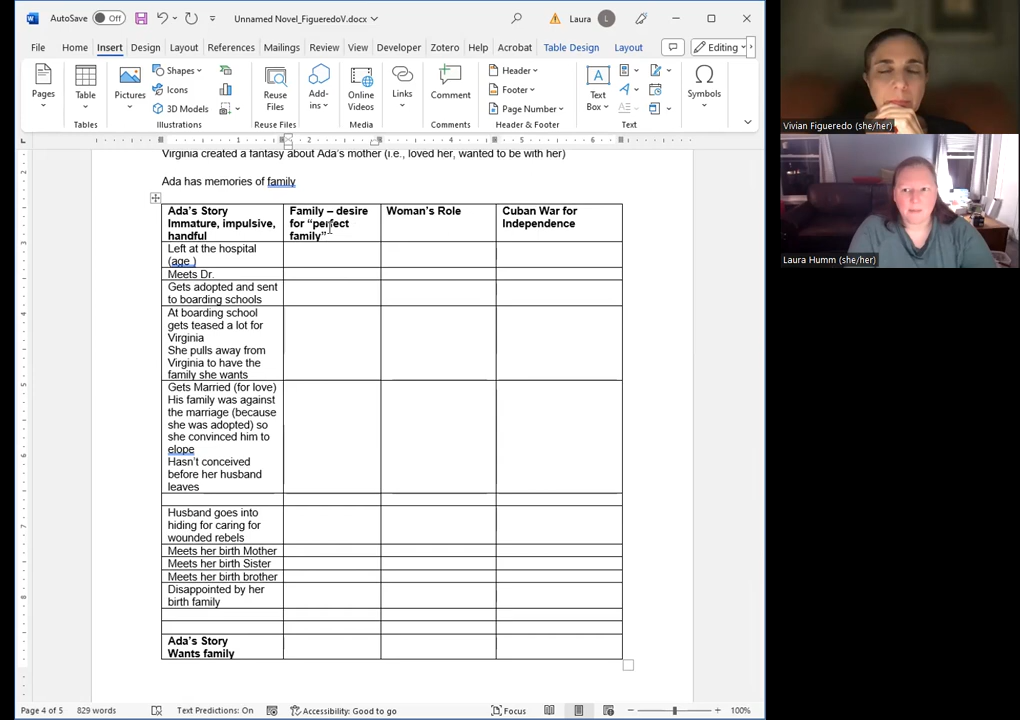 AutoSave Off Unnamed Novel_FigueredoV.docx Laura L
File Home Insert Design Layout References Mailings Review View Developer Zotero Help Acrobat Table Design Layout Editing
Pages
Table
Tables
Pictures
Shapes
Icons
3D Models
Illustrations
Reuse
Files
Reuse Files
Add-
ins
Online
Videos
Media
Links
Comment
Comments
Header
Footer
Page Number
Header & Footer
Text
Box
Text
Symbols
Virginia created a fantasy about Ada's mother (i.e., loved her, wanted to be with her)
Ada has memories of family
Ada's Story
Immature, impulsive,
handful
Family – desire
for "perfect
family"
Woman's Role
Cuban War for
Independence
Left at the hospital
(age )
Meets Dr.
Gets adopted and sent
to boarding schools
At boarding school
gets teased a lot for
Virginia
She pulls away from
Virginia to have the
family she wants
Gets Married (for love)
His family was against
the marriage (because
she was adopted) so
she convinced him to
elope
Hasn't conceived
before her husband
leaves
Husband goes into
hiding for caring for
wounded rebels
Meets her birth Mother
Meets her birth Sister
Meets her birth brother
Disappointed by her
birth family
Ada's Story
Wants family
Page 4 of 5 829 words Text Predictions: On Accessibility: Good to go Focus 100%
Vivian Figueredo (she/her)
Laura Humm (she/her)